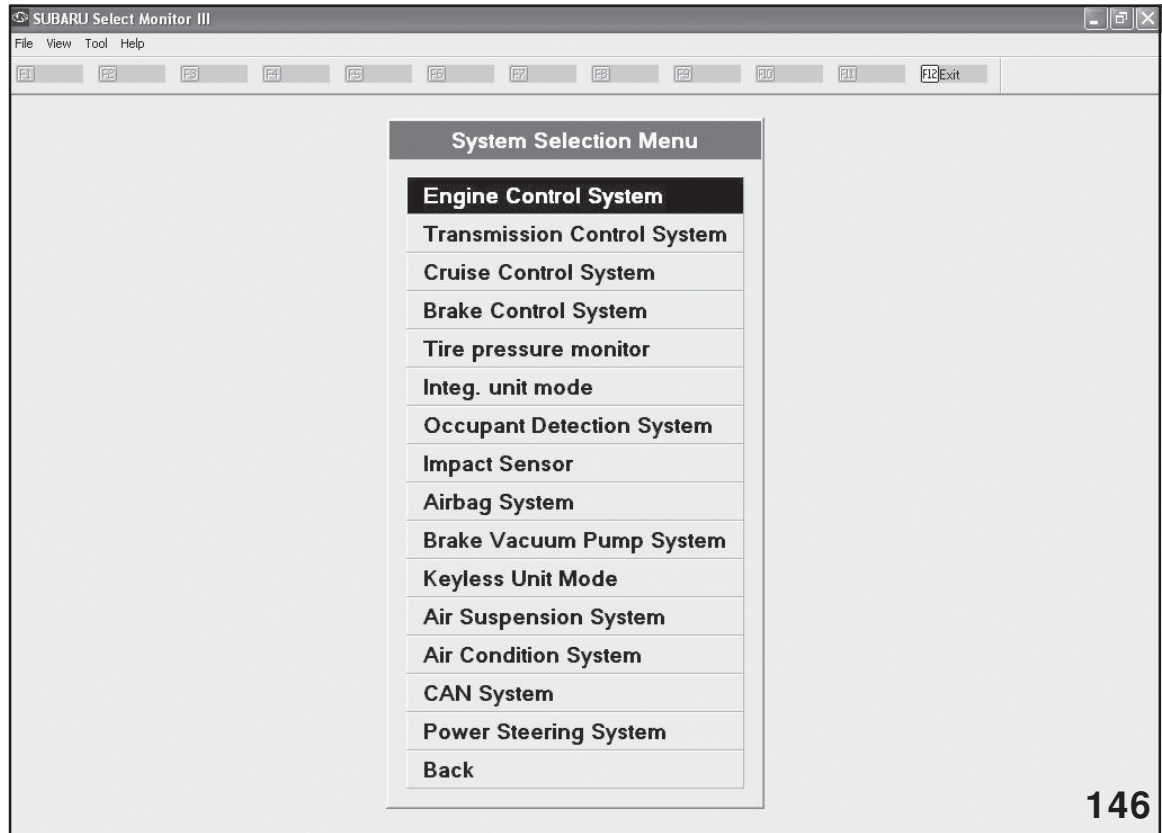 SUBARU Select Monitor III
File View Tool Help
F1 F2 F3 F4 F5 F6 F7 F8 F9 F10 F11 F12 Exit
System Selection Menu
Engine Control System
Transmission Control System
Cruise Control System
Brake Control System
Tire pressure monitor
Integ. unit mode
Occupant Detection System
Impact Sensor
Airbag System
Brake Vacuum Pump System
Keyless Unit Mode
Air Suspension System
Air Condition System
CAN System
Power Steering System
Back
146